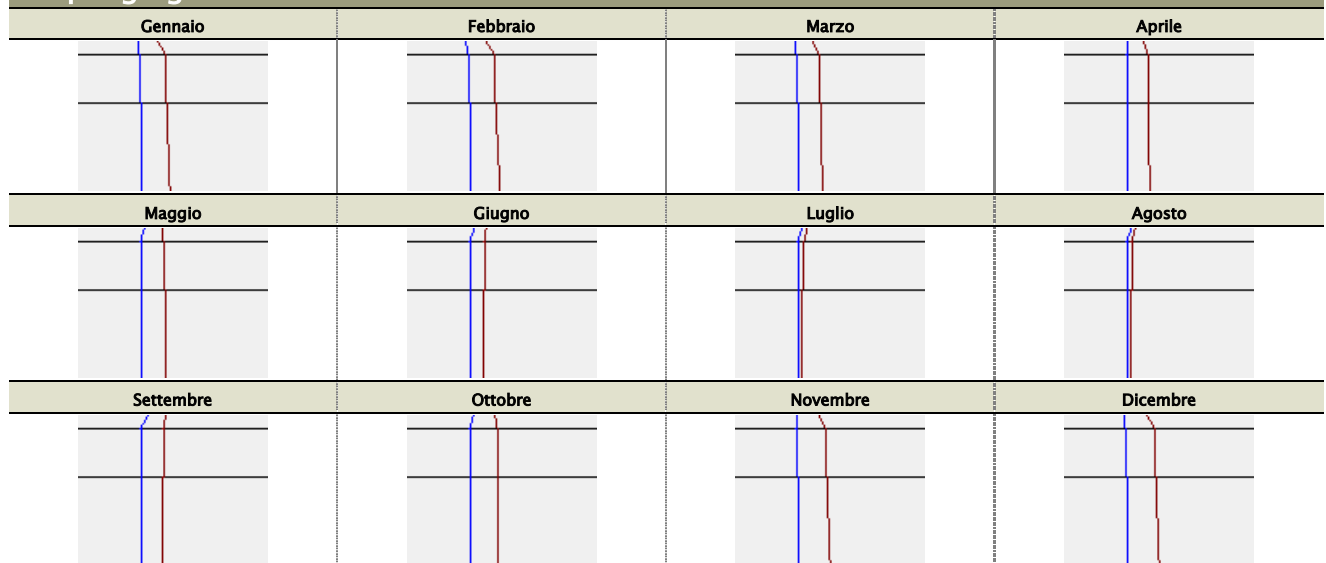 Gennaio Febbraio Marzo Aprile
Maggio Giugno Luglio Agosto
Settembre Ottobre Novembre Dicembre